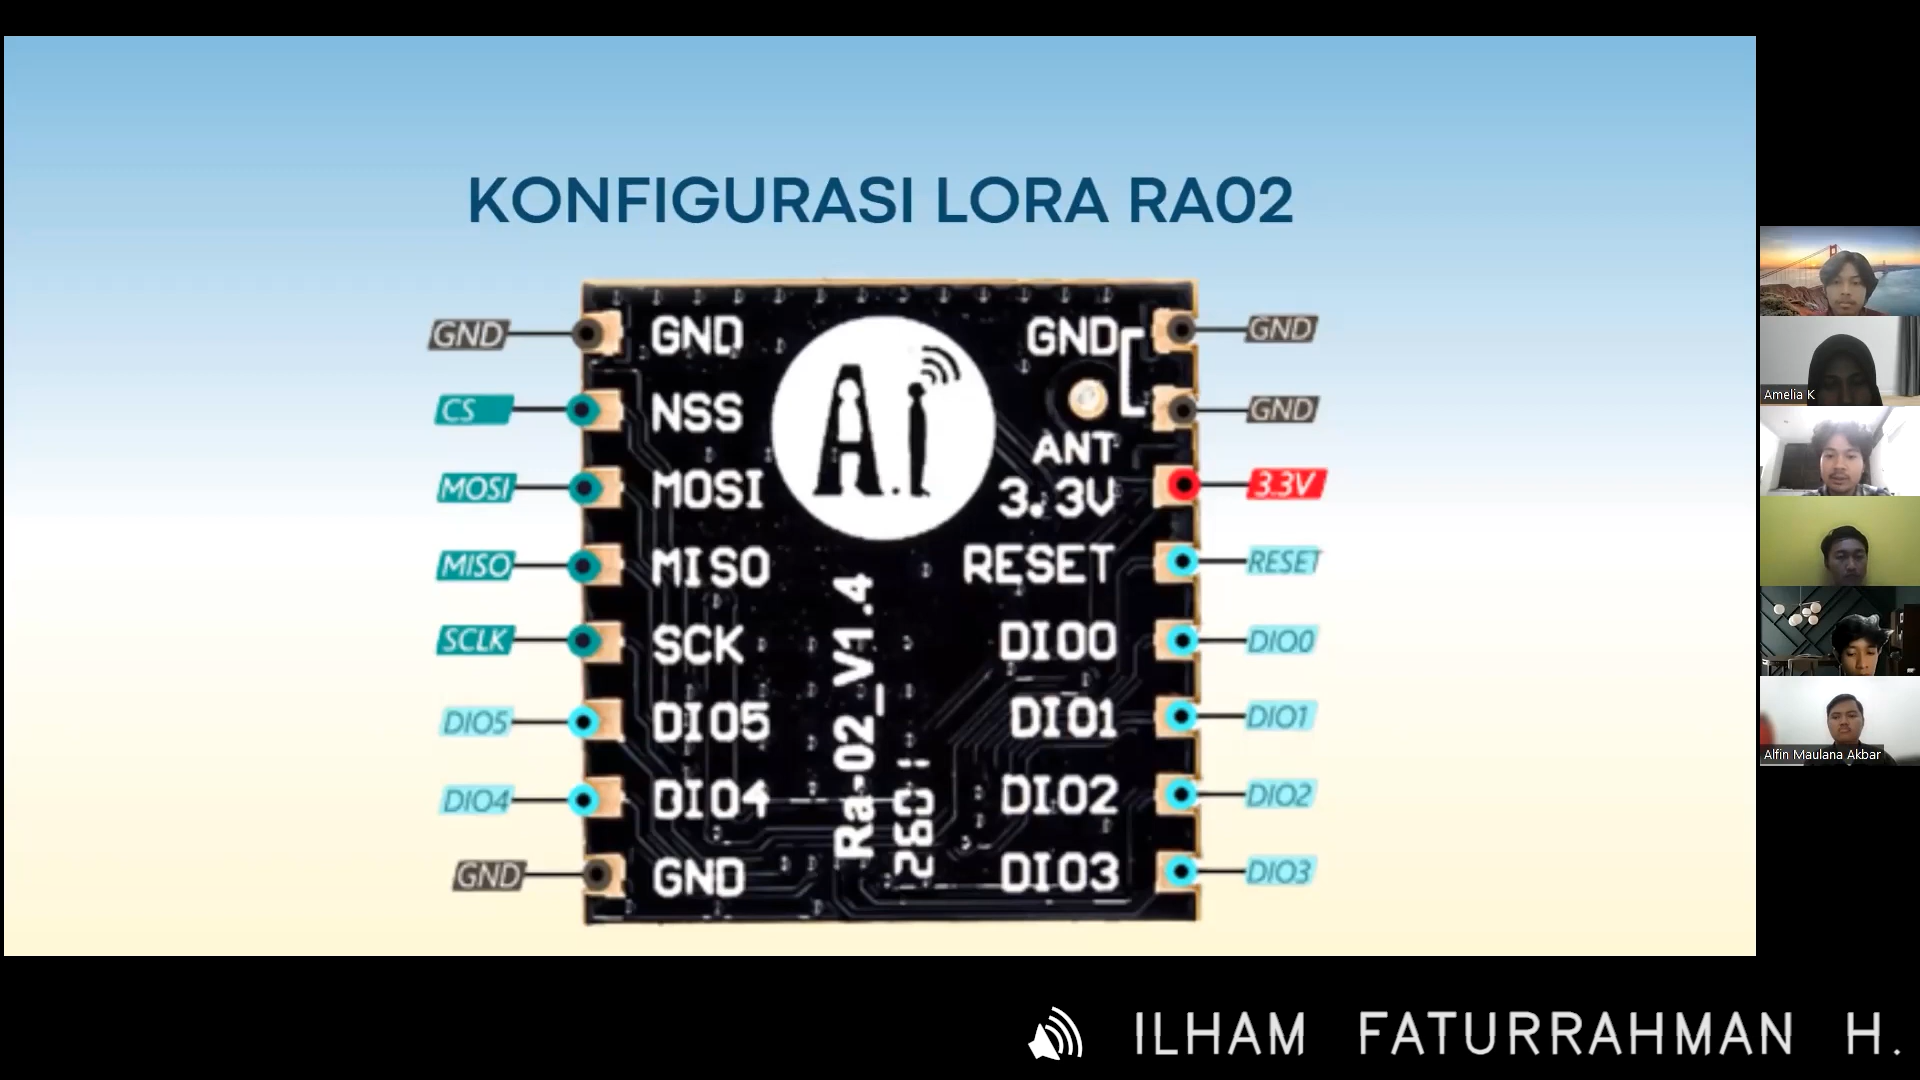 KONFIGURASI LORA RA02
GND GND GND GND
CS NSS GND
ANT
MOSI MOSI 3.3V 3.3V
MISO MISO RESET RESET
SCLK SCK DIO0 DIO0
DIO5 DIO5 DIO1 DIO1
DIO4 DIO4 DIO2 DIO2
GND GND DIO3 DIO3
Ai
Ra-02_V1.4
Amelia K
Alfin Maulana Akbar
ILHAM FATURRAHMAN H.